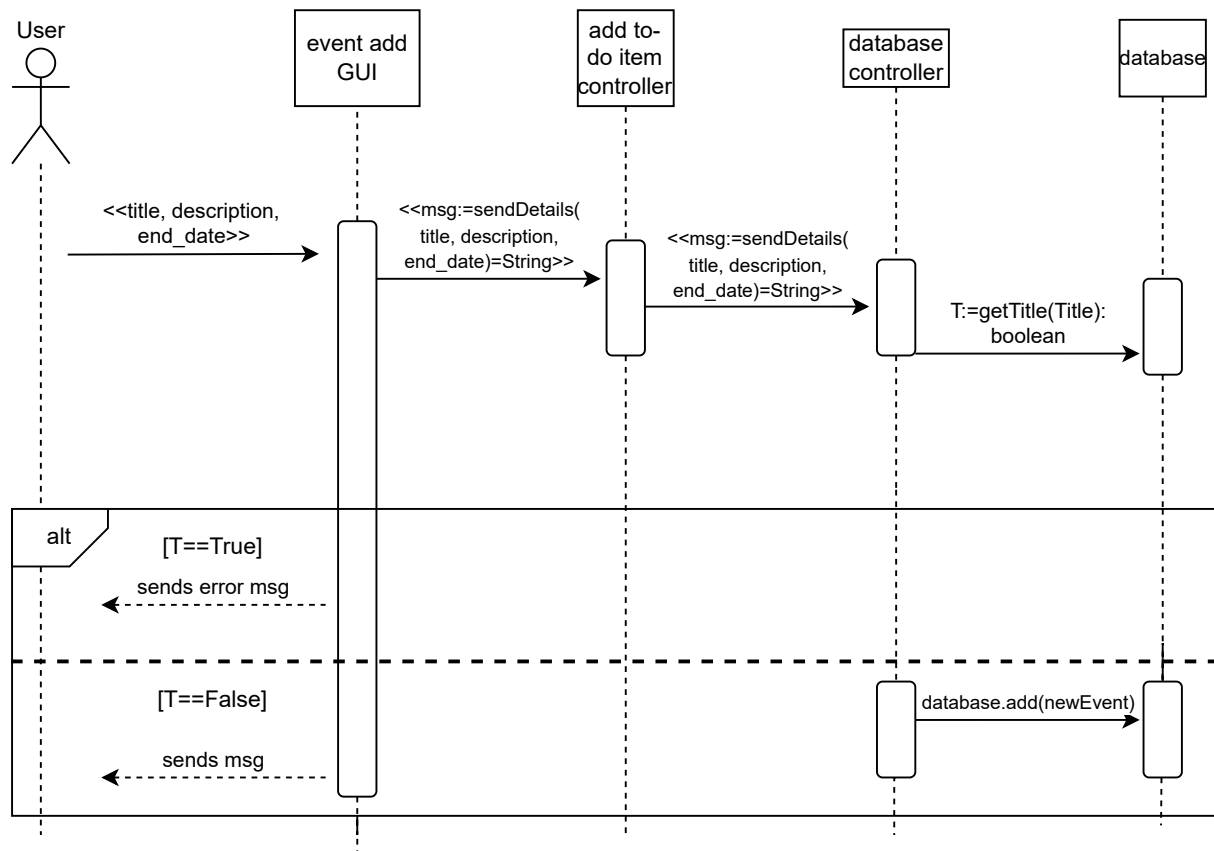 User
event add
GUI
add to-
do item
controller
database
controller
database
<<title, description,
end_date>>
<<msg:=sendDetails(
title, description,
end_date)=String>>
<<msg:=sendDetails(
title, description,
end_date)=String>>
T:=getTitle(Title):
boolean
alt
[T==True]
sends error msg
[T==False]
database.add(newEvent)
sends msg